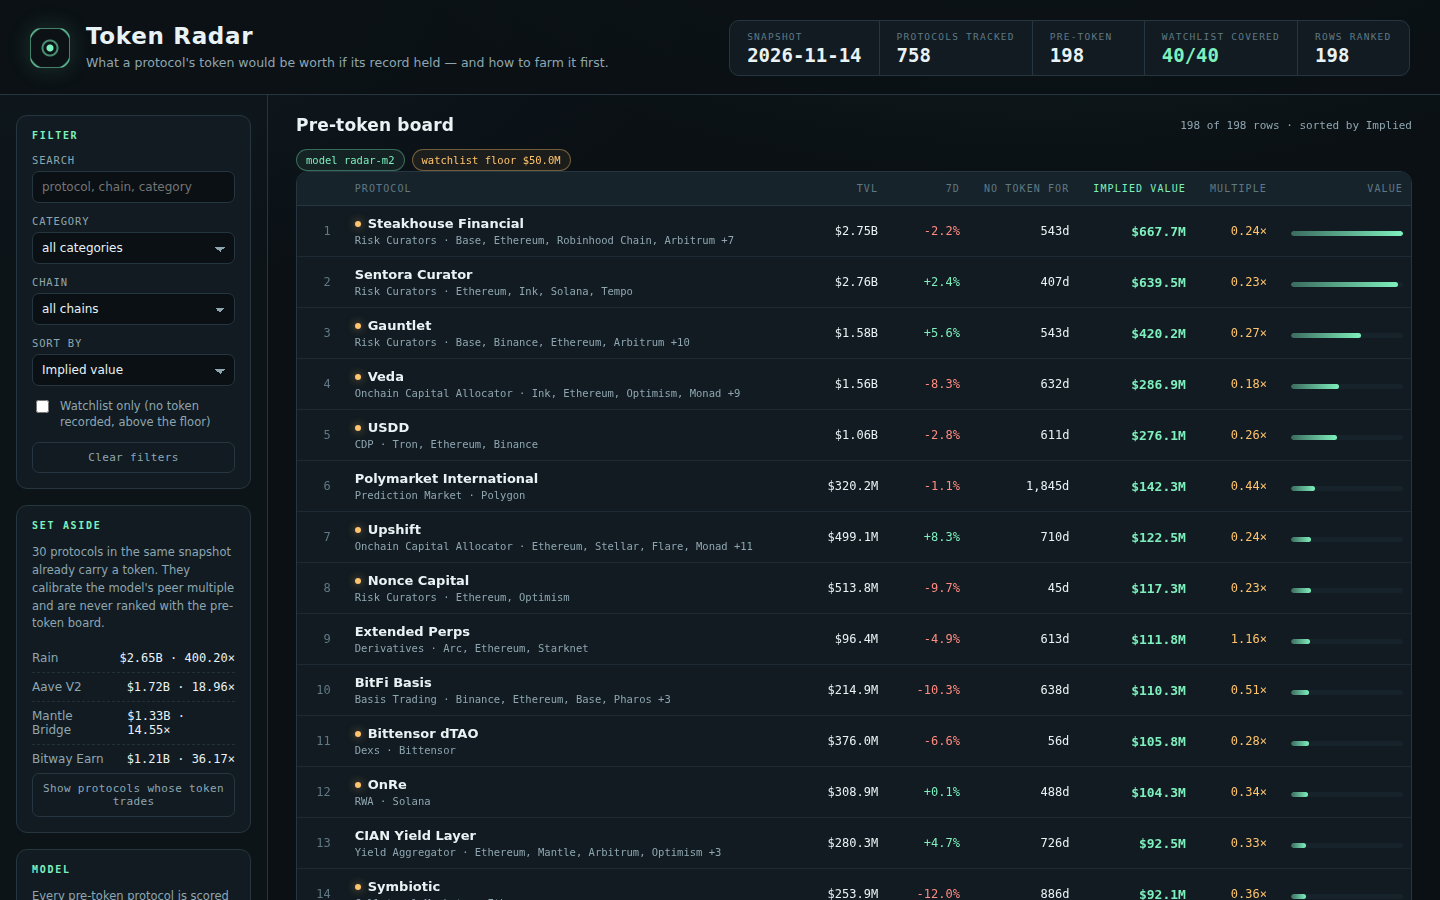 Token Radar
What a protocol's token would be worth if its record held — and how to farm it first.
SNAPSHOT
2026-11-14
PROTOCOLS TRACKED
758
PRE-TOKEN
198
WATCHLIST COVERED
40/40
ROWS RANKED
198
FILTER
SEARCH
protocol, chain, category
CATEGORY
all categories
CHAIN
all chains
SORT BY
Implied value
Watchlist only (no token
recorded, above the floor)
Clear filters
SET ASIDE
30 protocols in the same snapshot
already carry a token. They
calibrate the model's peer multiple
and are never ranked with the pre-
token board.
Rain $2.65B · 400.20×
Aave V2 $1.72B · 18.96×
Mantle Bridge $1.33B · 14.55×
Bitway Earn $1.21B · 36.17×
Show protocols whose token
trades
MODEL
Every pre-token protocol is scored
Pre-token board
198 of 198 rows · sorted by Implied
model radar-m2
watchlist floor $50.0M
PROTOCOL TVL 7D NO TOKEN FOR IMPLIED VALUE MULTIPLE VALUE
1 Steakhouse Financial $2.75B -2.2% 543d $667.7M 0.24×
Risk Curators · Base, Ethereum, Robinhood Chain, Arbitrum +7
2 Sentora Curator $2.76B +2.4% 407d $639.5M 0.23×
Risk Curators · Ethereum, Ink, Solana, Tempo
3 Gauntlet $1.58B +5.6% 543d $420.2M 0.27×
Risk Curators · Base, Binance, Ethereum, Arbitrum +10
4 Veda $1.56B -8.3% 632d $286.9M 0.18×
Onchain Capital Allocator · Ink, Ethereum, Optimism, Monad +9
5 USDD $1.06B -2.8% 611d $276.1M 0.26×
CDP · Tron, Ethereum, Binance
6 Polymarket International $320.2M -1.1% 1,845d $142.3M 0.44×
Prediction Market · Polygon
7 Upshift $499.1M +8.3% 710d $122.5M 0.24×
Onchain Capital Allocator · Ethereum, Stellar, Flare, Monad +11
8 Nonce Capital $513.8M -9.7% 45d $117.3M 0.23×
Risk Curators · Ethereum, Optimism
9 Extended Perps $96.4M -4.9% 613d $111.8M 1.16×
Derivatives · Arc, Ethereum, Starknet
10 BitFi Basis $214.9M -10.3% 638d $110.3M 0.51×
Basis Trading · Binance, Ethereum, Base, Pharos +3
11 Bittensor dTAO $376.0M -6.6% 56d $105.8M 0.28×
Dexs · Bittensor
12 OnRe $308.9M +0.1% 488d $104.3M 0.34×
RWA · Solana
13 CIAN Yield Layer $280.3M +4.7% 726d $92.5M 0.33×
Yield Aggregator · Ethereum, Mantle, Arbitrum, Optimism +3
14 Symbiotic $253.9M -12.0% 886d $92.1M 0.36×